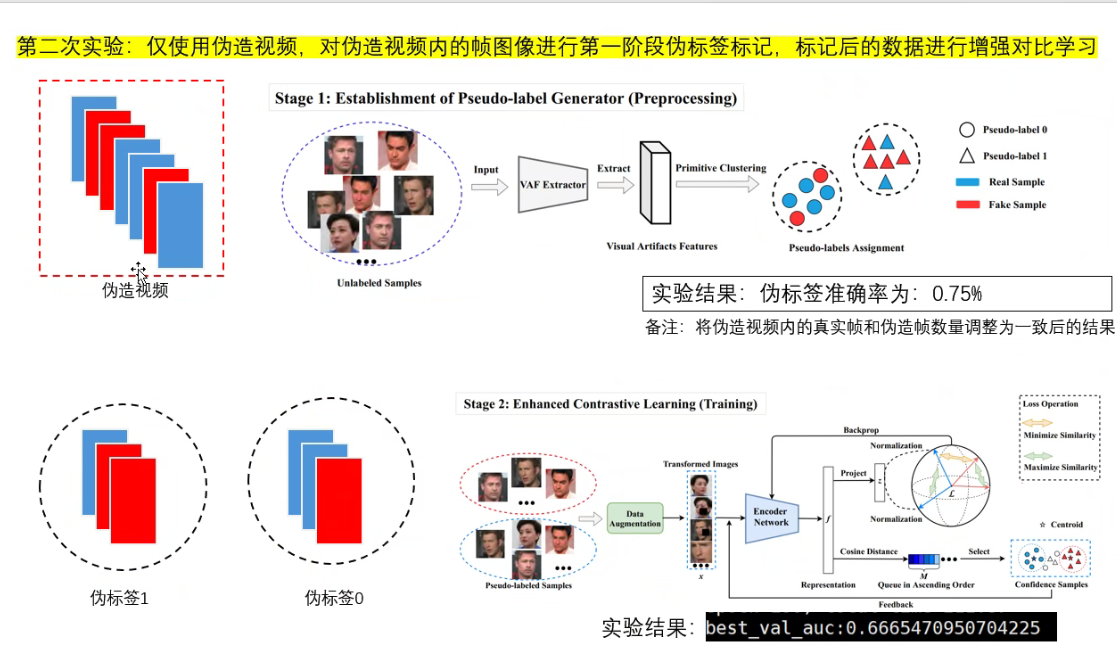 第二次实验：仅使用伪造视频，对伪造视频内的帧图像进行第一阶段伪标签标记，标记后的数据进行增强对比学习
Stage 1: Establishment of Pseudo-label Generator (Preprocessing)
Input
VAF Extractor
Extract
Primitive Clustering
Pseudo-label 0
Pseudo-label 1
Real Sample
Fake Sample
Visual Artifacts Features
Pseudo-labels Assignment
Unlabeled Samples
伪造视频
实验结果：伪标签准确率为：0.75%
备注：将伪造视频内的真实帧和伪造帧数量调整为一致后的结果
Stage 2: Enhanced Contrastive Learning (Training)
Loss Operation
Minimize Similarity
Maximize Similarity
Backprop
Normalization
Transformed Images
Project
z
Data
Augmentation
Encoder
Network
f
L
Normalization
Centroid
Cosine Distance
Select
M
x
Pseudo-labeled Samples
Representation
Queue in Ascending Order
Confidence Samples
Feedback
伪标签1
伪标签0
实验结果：
best_val_auc:0.6665470950704225